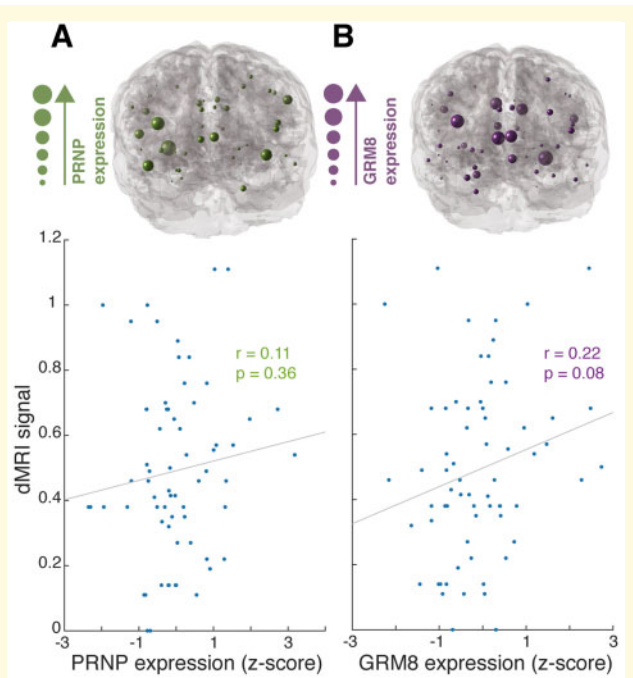 A
B
PRNP
expression
GRM8
expression
1.2
1
0.8
0.6
0.4
0.2
0
dMRI signal
r = 0.11
p = 0.36
r = 0.22
p = 0.08
-3 -1 1 3
-3 -1 1 3
PRNP expression (z-score)
GRM8 expression (z-score)